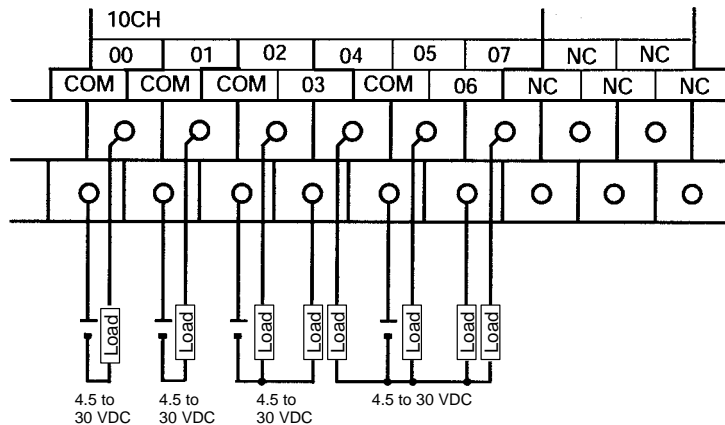 10CH
00 01 02 04 05 07 NC NC
COM COM COM 03 COM 06 NC NC NC
Load Load Load Load Load Load Load Load
4.5 to 4.5 to 4.5 to 4.5 to 30 VDC
30 VDC 30 VDC 30 VDC